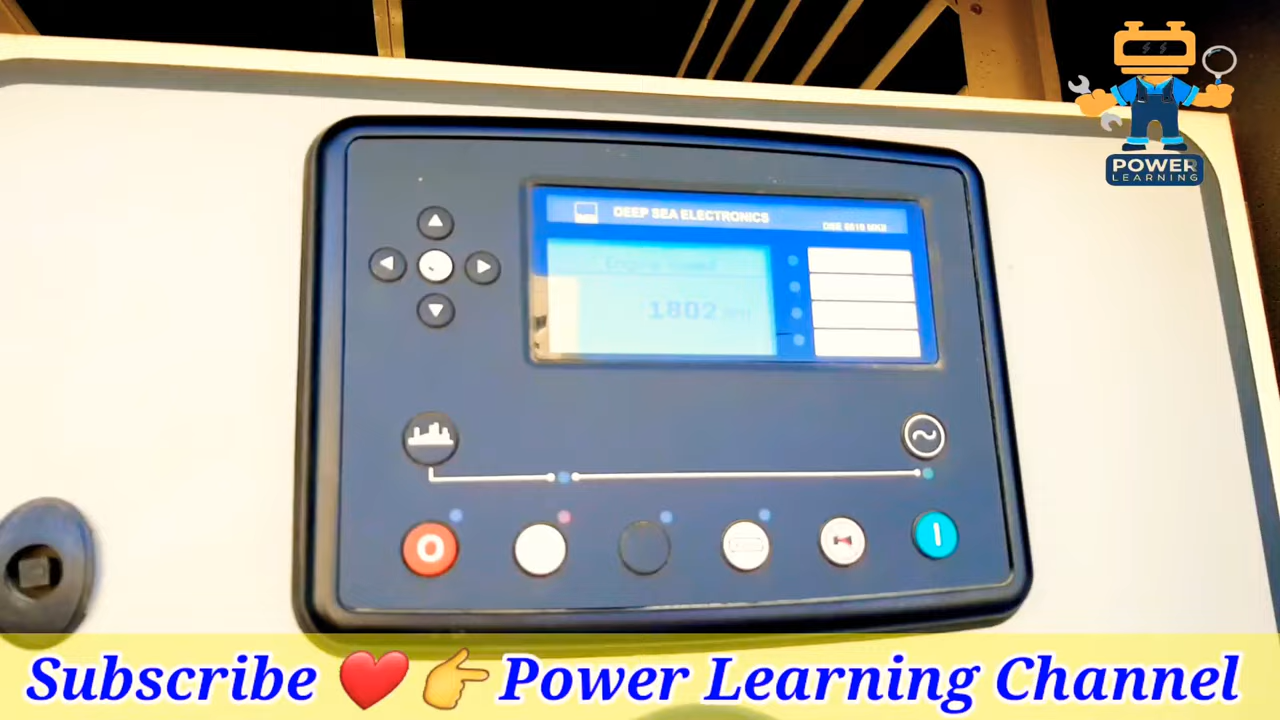 POWER
LEARNING
DEEP SEA ELECTRONICS
Engine Speed
1802
O
I
Subscribe ❤️👉 Power Learning Channel